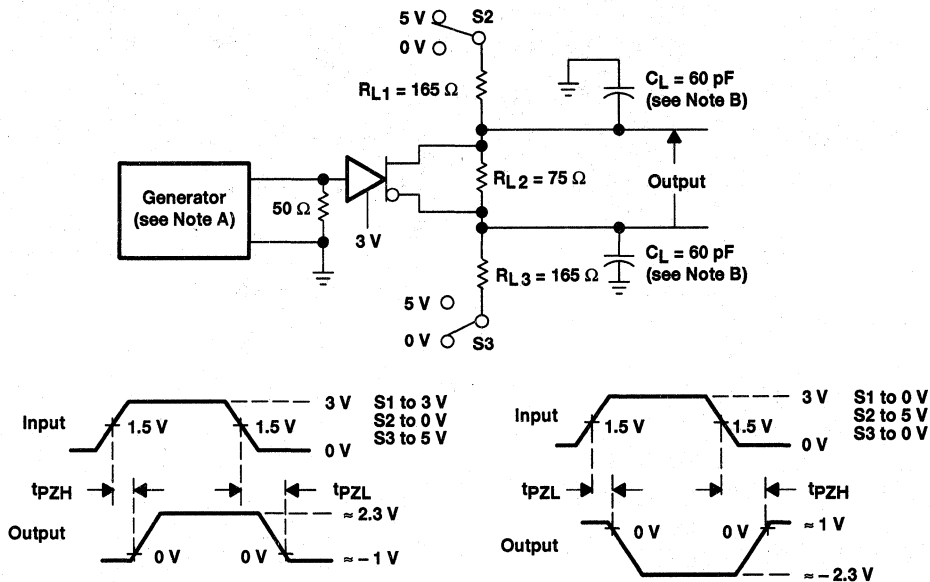 5 V S2
0 V
RL1 = 165 Ω
CL = 60 pF
(see Note B)
Generator
(see Note A)
50 Ω
3 V
RL2 = 75 Ω
Output
CL = 60 pF
(see Note B)
RL3 = 165 Ω
5 V
0 V S3
Input
1.5 V 1.5 V
3 V
0 V
S1 to 3 V
S2 to 0 V
S3 to 5 V
tPZH tPZL
Output
0 V 0 V
≈ 2.3 V
≈ – 1 V
Input
1.5 V 1.5 V
3 V
0 V
S1 to 0 V
S2 to 5 V
S3 to 0 V
tPZL tPZH
Output
0 V 0 V
≈ 1 V
≈ – 2.3 V